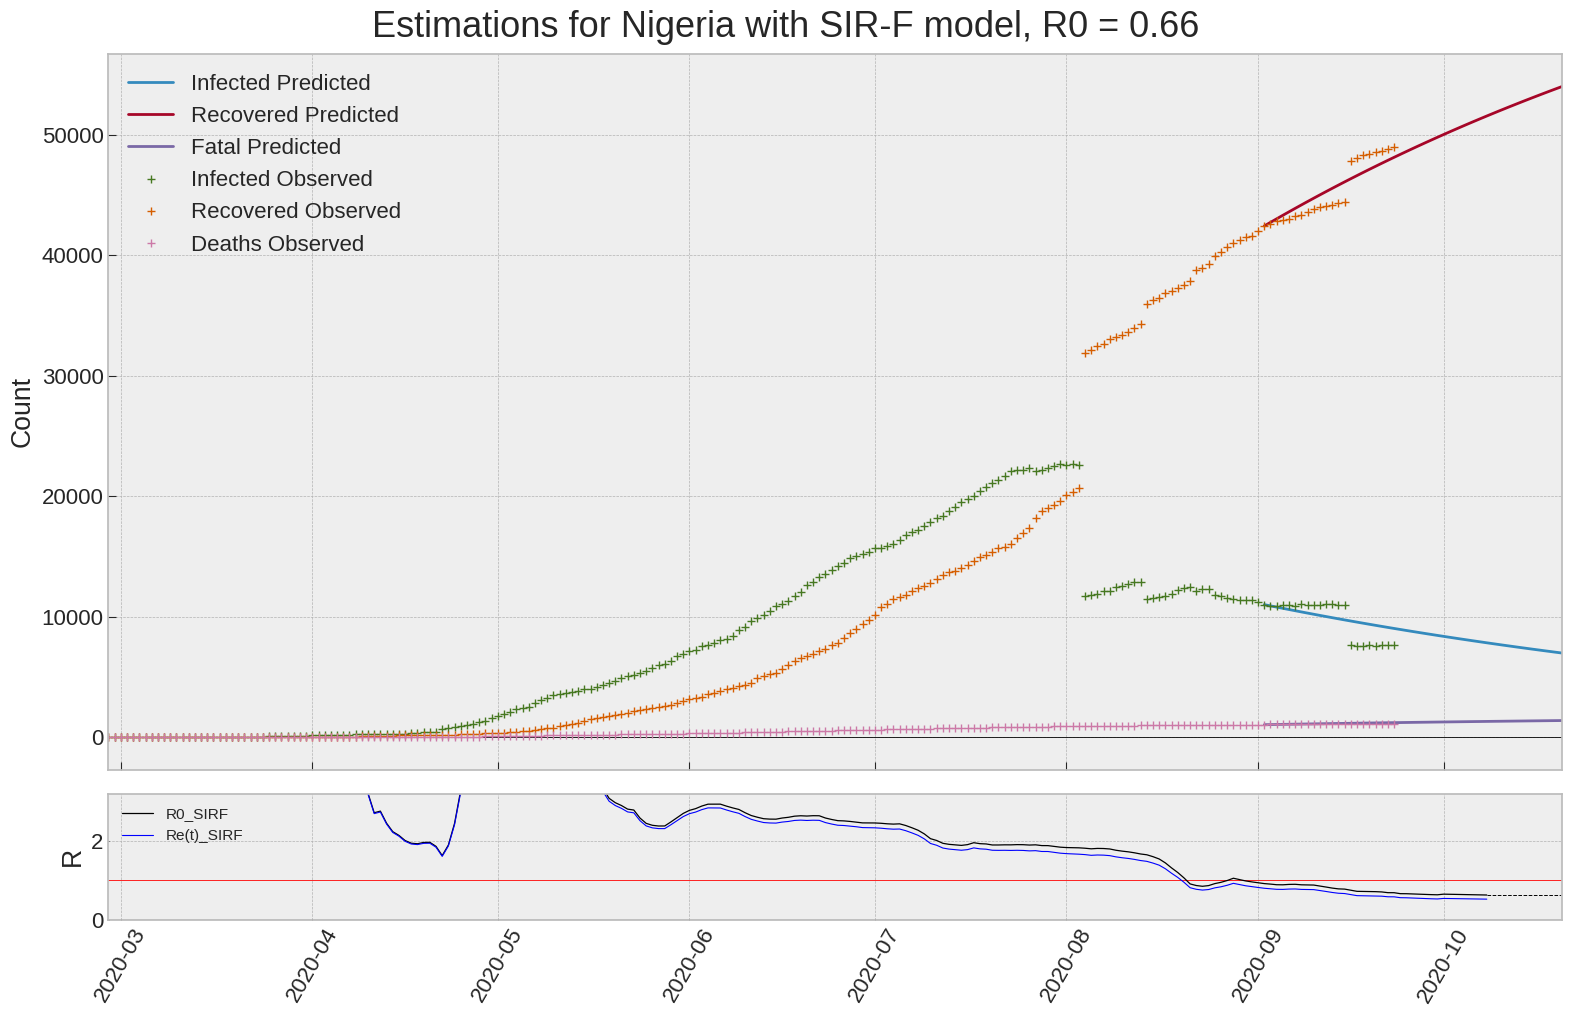 Estimations for Nigeria with SIR-F model, R0 = 0.66
Infected Predicted
Recovered Predicted
Fatal Predicted
Infected Observed
Recovered Observed
Deaths Observed
50000
40000
30000
20000
10000
0
Count
R0_SIRF
Re(t)_SIRF
2
0
R
2020-03
2020-04
2020-05
2020-06
2020-07
2020-08
2020-09
2020-10